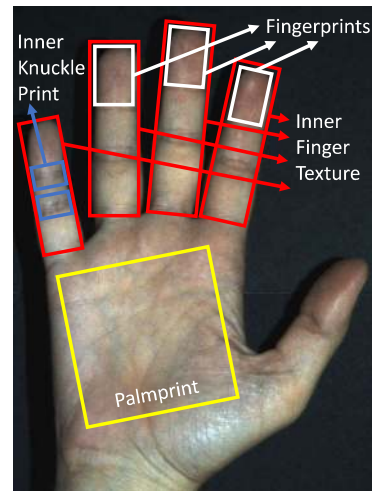 Inner
Knuckle
Print
Fingerprints
Inner
Finger
Texture
Palmprint